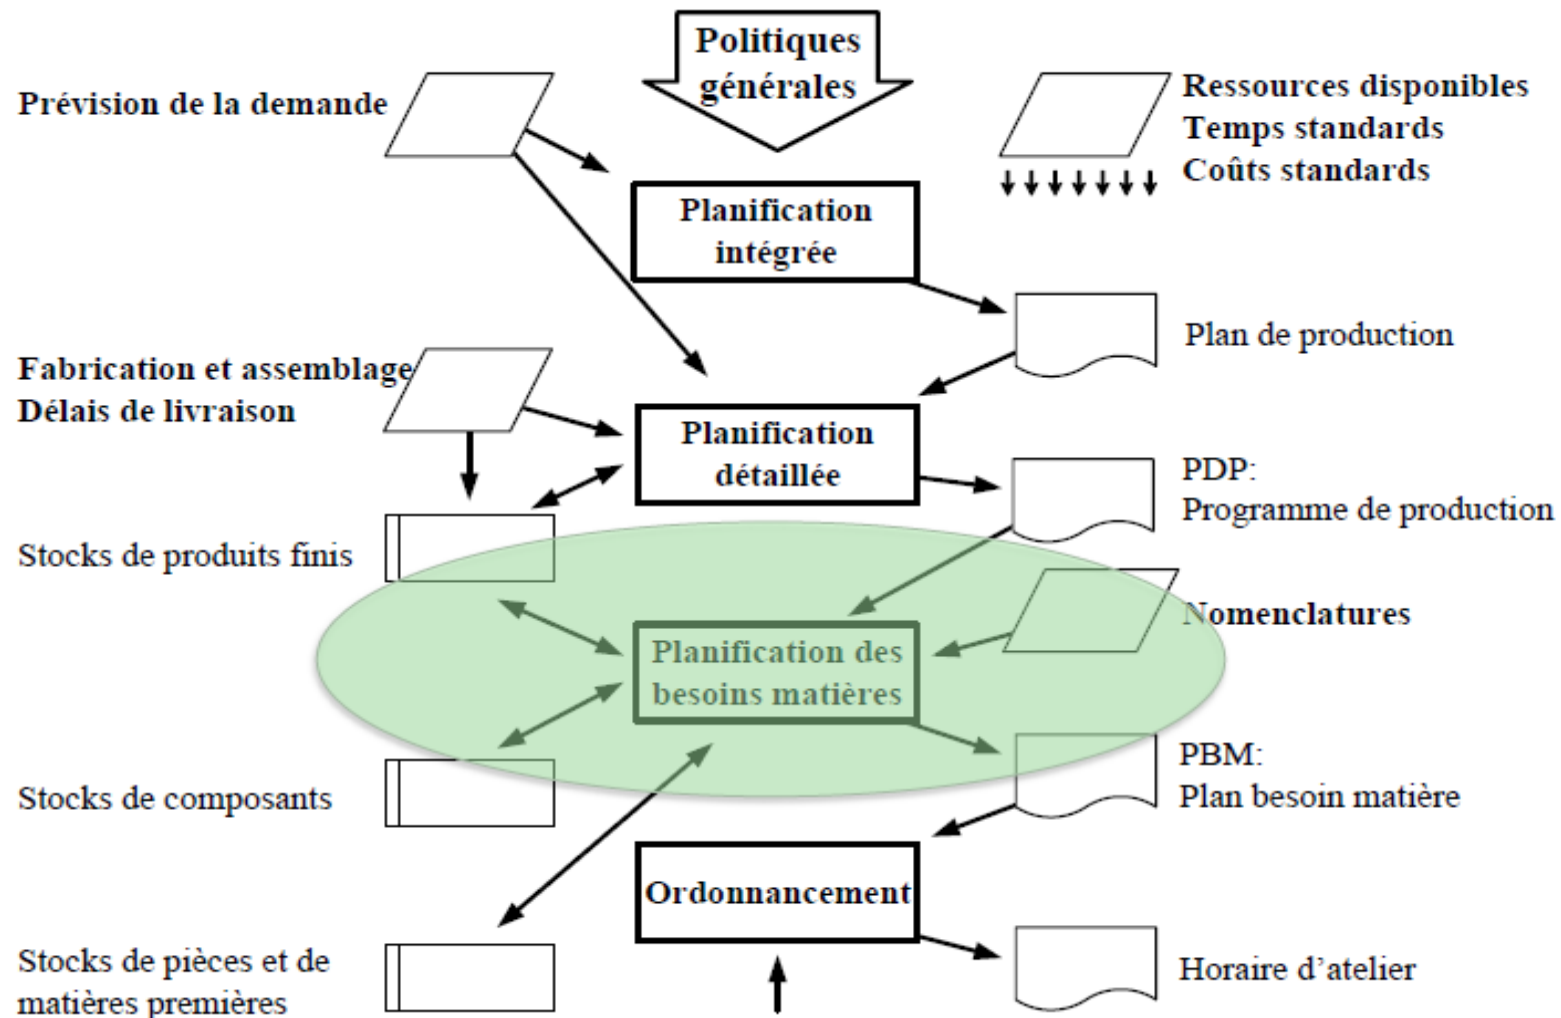 Politiques
générales
Prévision de la demande
Ressources disponibles
Temps standards
Coûts standards
Planification
intégrée
Plan de production
Fabrication et assemblage
Délais de livraison
Planification
détaillée
PDP:
Programme de production
Stocks de produits finis
Nomenclatures
Planification des
besoins matières
PBM:
Plan besoin matière
Stocks de composants
Ordonnancement
Stocks de pièces et de
matières premières
Horaire d’atelier